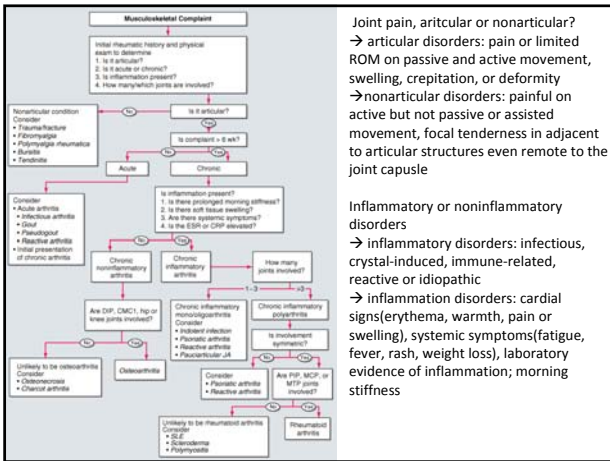 Musculoskeletal Complaint
Initial rheumatic history and physical
exam to determine
1. Is it articular?
2. Is it acute or chronic?
3. Is inflammation present?
4. How many/which joints are involved?
Nonarticular condition
Consider
• Trauma/fracture
• Fibromyalgia
• Polymyalgia rheumatica
• Bursitis
• Tendinitis
No
Is it articular?
Yes
Is complaint > 6 wk?
No
Yes
Acute
Chronic
Consider
• Acute arthritis
• Infectious arthritis
• Gout
• Pseudogout
• Reactive arthritis
• Initial presentation
of chronic arthritis
Is inflammation present?
1. Is there prolonged morning stiffness?
2. Is there soft tissue swelling?
3. Are there systemic symptoms?
4. Is the ESR or CRP elevated?
No
Yes
Chronic
noninflammatory
arthritis
Chronic
inflammatory
arthritis
How many
joints involved?
1–3
>3
Are DIP, CMC1, hip or
knee joints involved?
Chronic inflammatory
mono/oligoarthritis
Consider
• Indolent infection
• Psoriatic arthritis
• Reactive arthritis
• Pauciarticular JA
Chronic inflammatory
polyarthritis
Is involvement
symmetric?
No
Yes
No
Yes
Unlikely to be osteoarthritis
Consider
• Osteonecrosis
• Charcot arthritis
Osteoarthritis
Consider
• Psoriatic arthritis
• Reactive arthritis
Are PIP, MCP, or
MTP joints
involved?
No
Yes
Unlikely to be rheumatoid arthritis
Consider
• SLE
• Scleroderma
• Polymyositis
Rheumatoid
arthritis
Joint pain, aritcular or nonarticular?
→ articular disorders: pain or limited
ROM on passive and active movement,
swelling, crepitation, or deformity
→nonarticular disorders: painful on
active but not passive or assisted
movement, focal tenderness in adjacent
to articular structures even remote to the
joint capusle
Inflammatory or noninflammatory
disorders
→ inflammatory disorders: infectious,
crystal-induced, immune-related,
reactive or idiopathic
→ inflammation disorders: cardial
signs(erythema, warmth, pain or
swelling), systemic symptoms(fatigue,
fever, rash, weight loss), laboratory
evidence of inflammation; morning
stiffness